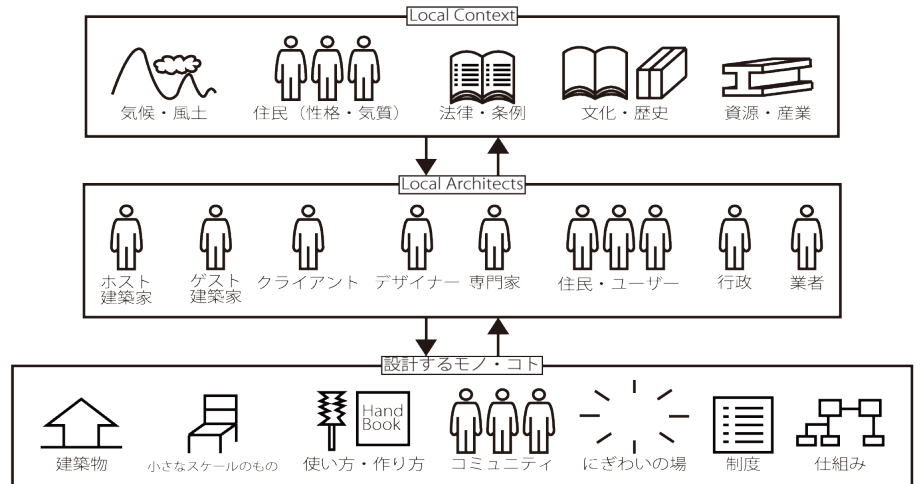 Local Context
気候・風土
住民（性格・気質）
法律・条例
文化・歴史
資源・産業
Local Architects
ホスト
建築家
ゲスト
建築家
クライアント
デザイナー
専門家
住民・ユーザー
行政
業者
設計するモノ・コト
Hand
Book
建築物
小さなスケールのもの
使い方・作り方
コミュニティ
にぎわいの場
制度
仕組み